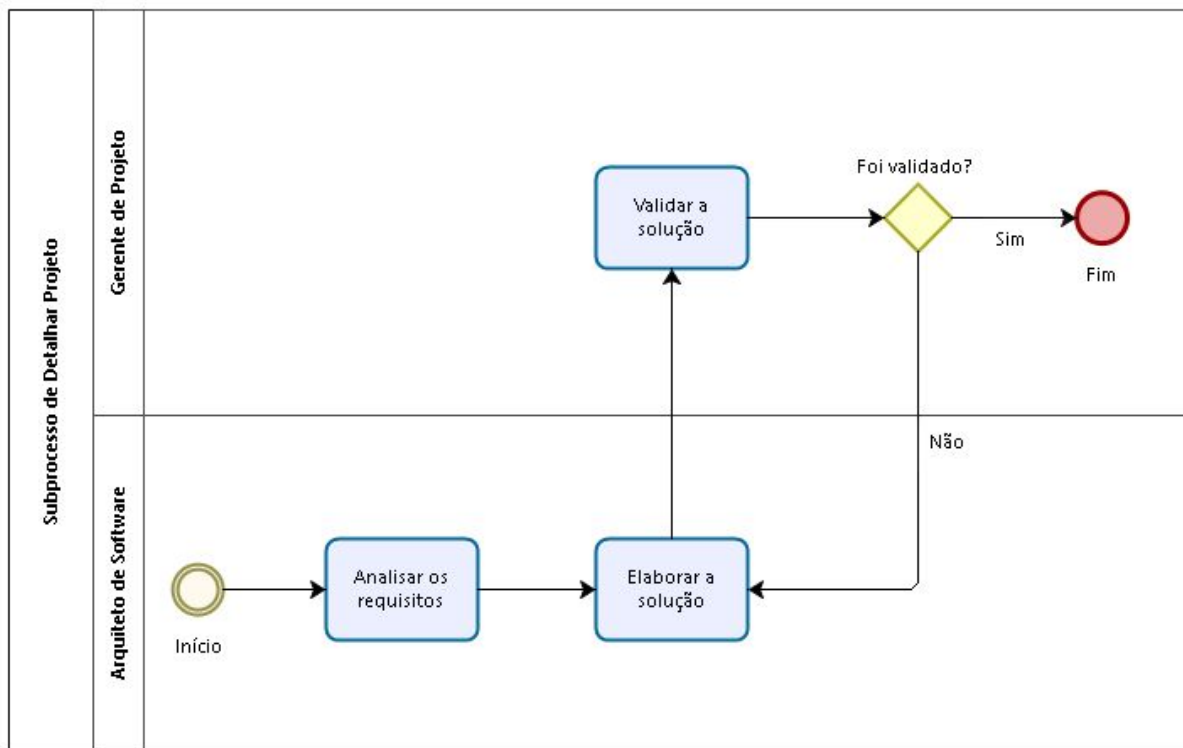 Subprocesso de Detalhar Projeto
Gerente de Projeto
Validar a
solução
Foi validado?
Sim
Fim
Não
Arquiteto de Software
Início
Analisar os
requisitos
Elaborar a
solução